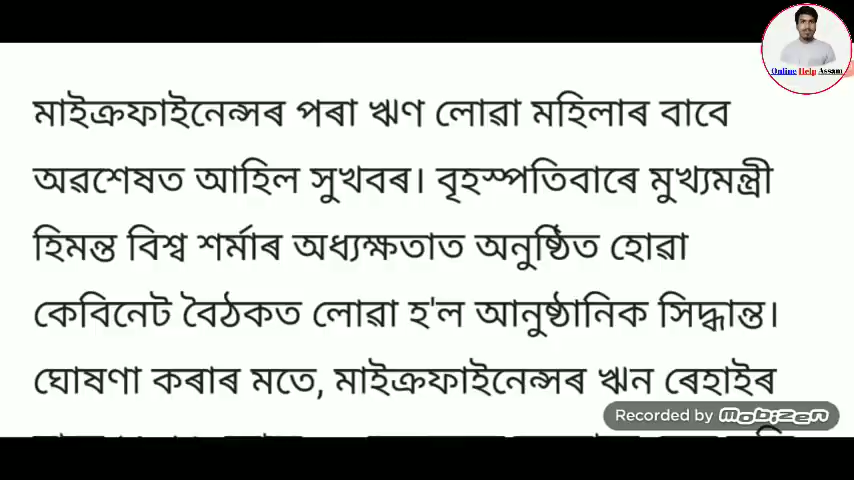 Online Help Assam
মাইক্ৰফাইনেন্সৰ পৰা ঋণ লোৱা মহিলাৰ বাবে
অৱশেষত আহিল সুখবৰ। বৃহস্পতিবাৰে মুখ্যমন্ত্ৰী
হিমন্ত বিশ্ব শৰ্মাৰ অধ্যক্ষতাত অনুষ্ঠিত হোৱা
কেবিনেট বৈঠকত লোৱা হ'ল আনুষ্ঠানিক সিদ্ধান্ত।
ঘোষণা কৰাৰ মতে, মাইক্ৰফাইনেন্সৰ ঋন ৰেহাইৰ
Recorded by mobizen